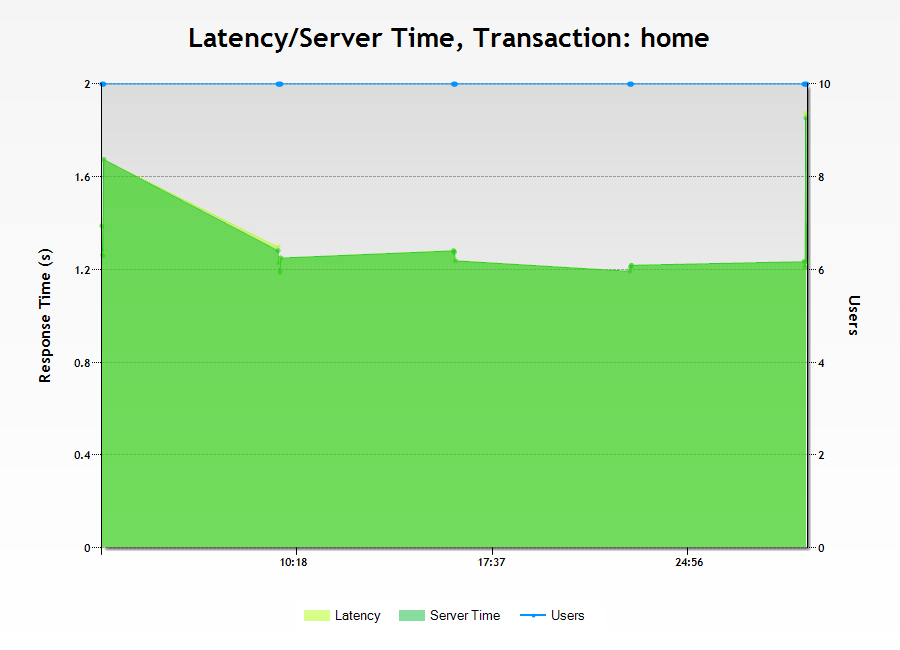 Latency/Server Time, Transaction: home
2
10
1.6
8
1.2
6
0.8
4
0.4
2
0
0
Response Time (s)
Users
10:18 17:37 24:56
Latency Server Time Users